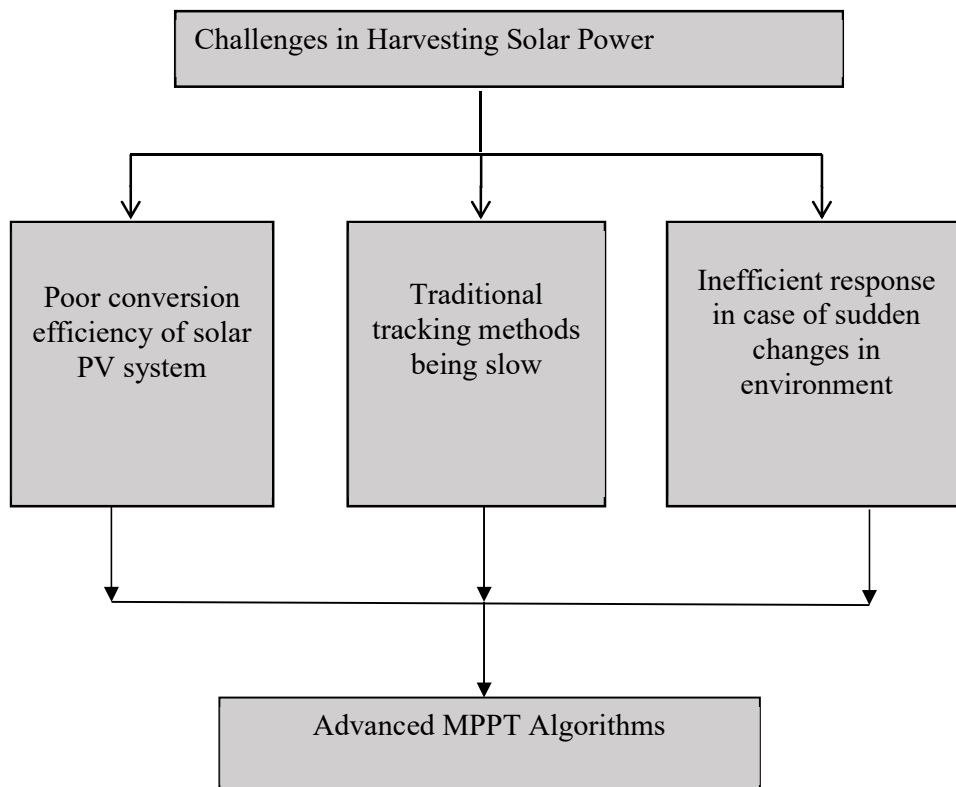 Challenges in Harvesting Solar Power
Poor conversion
efficiency of solar
PV system
Traditional
tracking methods
being slow
Inefficient response
in case of sudden
changes in
environment
Advanced MPPT Algorithms